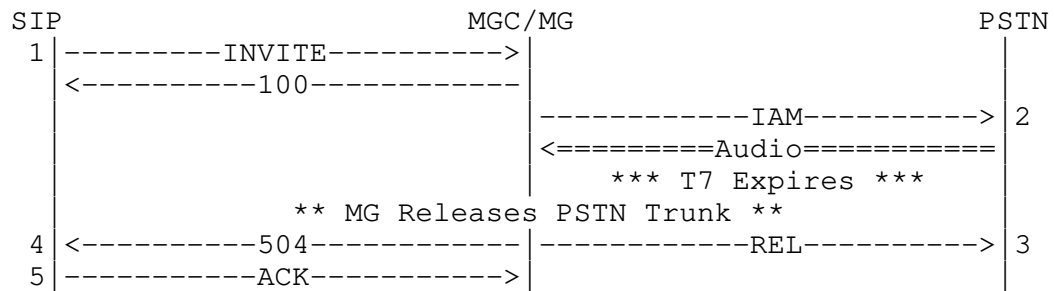 SIP MGC/MG PSTN
1|---------INVITE---------->| |
|<----------100------------| |
| |------------IAM---------->|2
| |<=========Audio===========|
| | *** T7 Expires *** |
| ** MG Releases PSTN Trunk ** |
4|<----------504------------|------------REL---------->|3
5|-----------ACK----------->| |